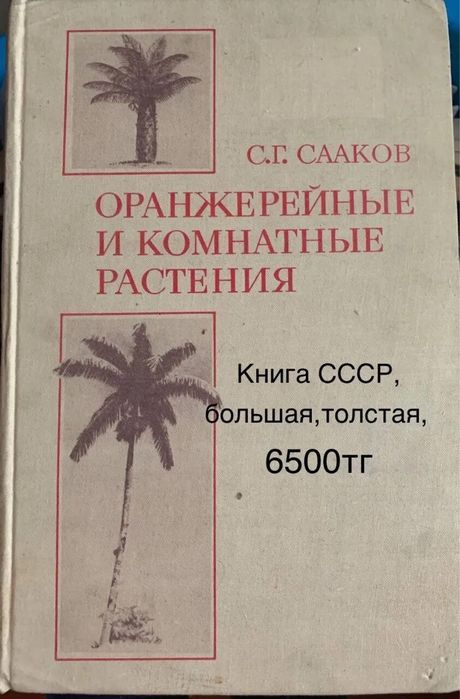 С.Г. СААКОВ
ОРАНЖЕРЕЙНЫЕ
И КОМНАТНЫЕ
РАСТЕНИЯ
Книга СССР,
большая,толстая,
6500тг